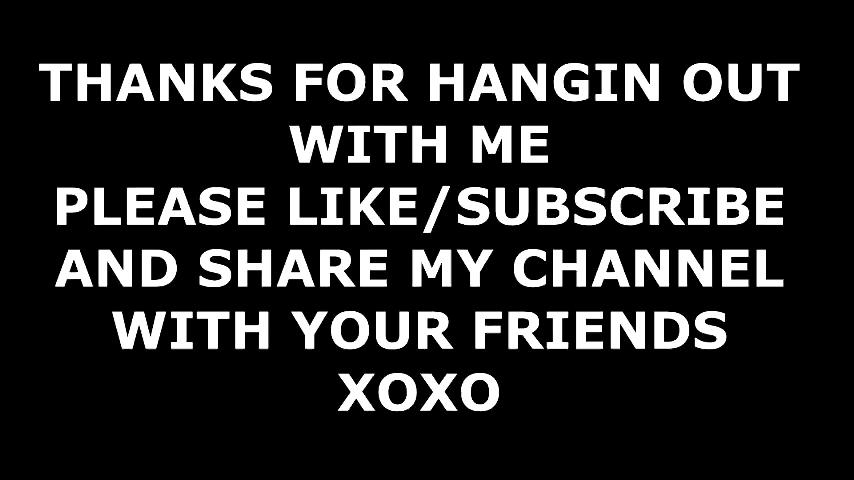 THANKS FOR HANGIN OUT
WITH ME
PLEASE LIKE/SUBSCRIBE
AND SHARE MY CHANNEL
WITH YOUR FRIENDS
XOXO